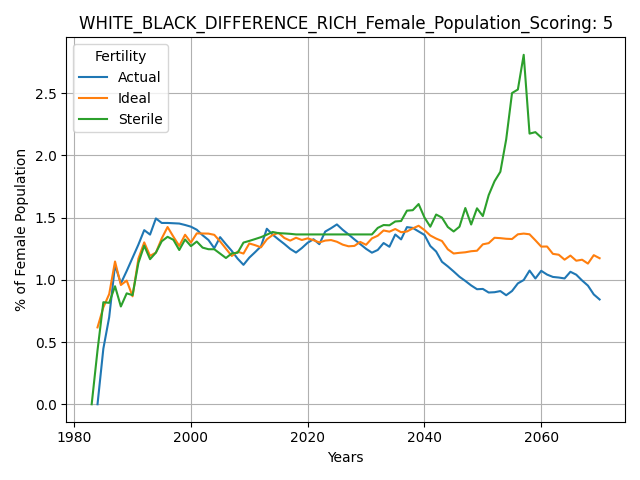 WHITE_BLACK_DIFFERENCE_RICH_Female_Population_Scoring: 5
Fertility
Actual
Ideal
Sterile
% of Female Population
2.5
2.0
1.5
1.0
0.5
0.0
1980
2000
2020
2040
2060
Years